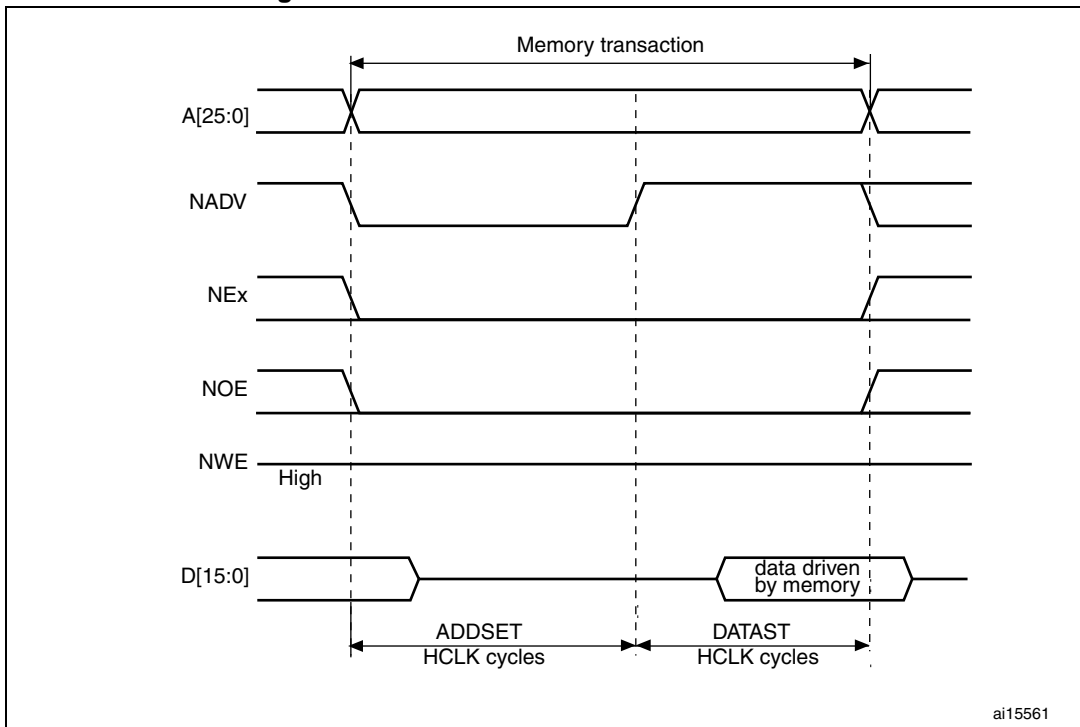 Memory transaction
A[25:0]
NADV
NEx
NOE
NWE
High
D[15:0]
data driven
by memory
ADDSET
HCLK cycles
DATAST
HCLK cycles
ai15561